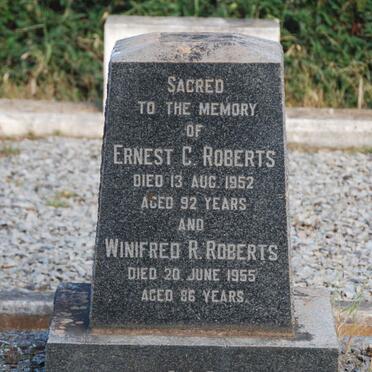 SACRED
TO THE MEMORY
OF
ERNEST C. ROBERTS
DIED 13 AUG. 1952
AGED 92 YEARS
AND
WINIFRED R. ROBERTS
DIED 20 JUNE 1955
AGED 86 YEARS.